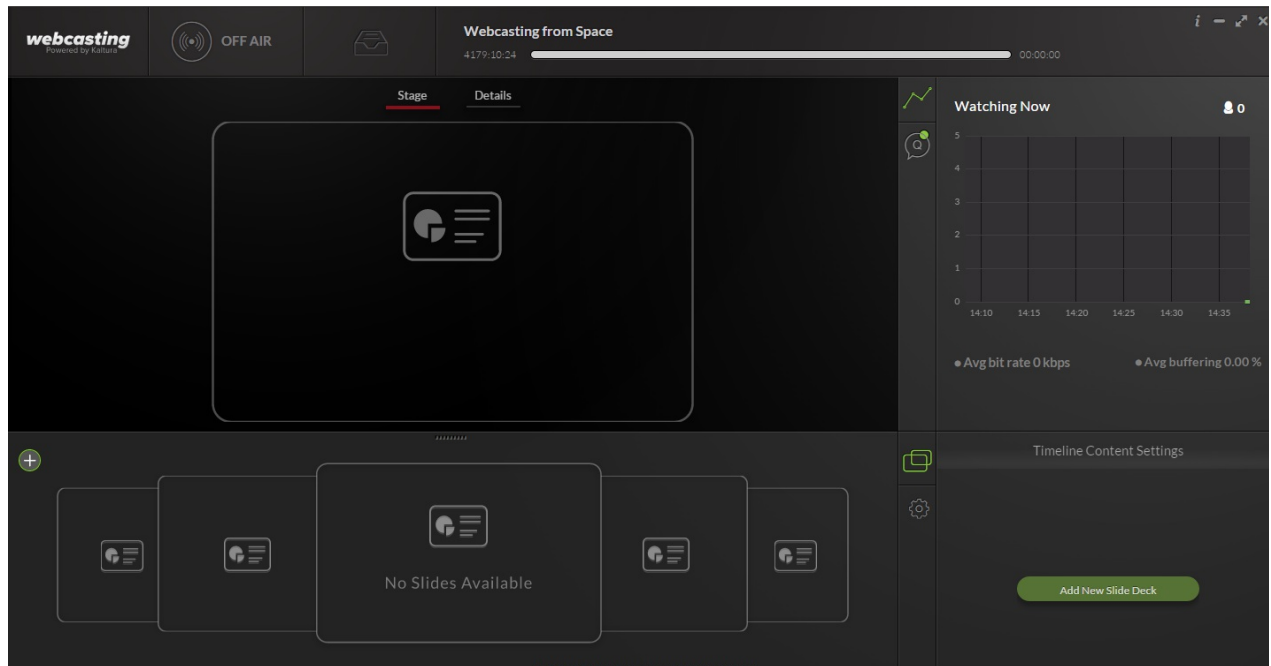 webcasting
Powered by Kaltura
OFF AIR
Webcasting from Space
4179:10:24
00:00:00
i
Stage
Details
Watching Now
0
Q
5
4
3
2
1
0
14:10 14:15 14:20 14:25 14:30 14:35
Avg bit rate 0 kbps
Avg buffering 0.00 %
No Slides Available
Timeline Content Settings
Add New Slide Deck